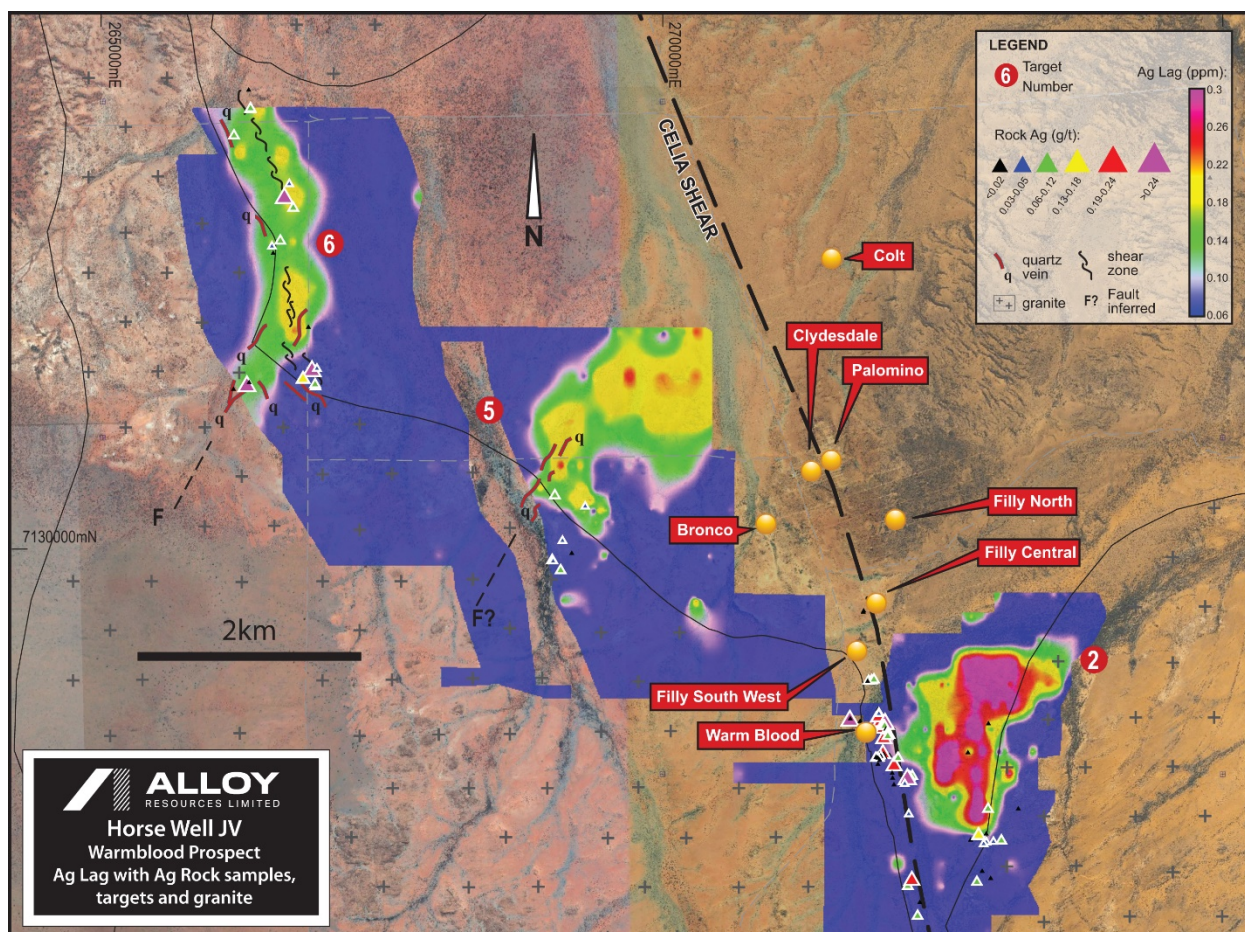 265000mE
270000mE
7130000mN
CELIA SHEAR
N
LEGEND
6
Target
Number
Ag Lag (ppm):
0.3
0.26
0.22
0.18
0.14
0.10
0.06
Rock Ag (g/t):
<0.02
0.03-0.05
0.06-0.12
0.13-0.18
0.19-0.24
>0.24
q
quartz
vein
shear
zone
granite
F?
Fault
inferred
q
q
6
q
q
q
q
q
F
5
q
q
F?
2km
Colt
Clydesdale
Palomino
Bronco
Filly North
Filly Central
Filly South West
Warm Blood
2
ALLOY
RESOURCES LIMITED
Horse Well JV
Warmblood Prospect
Ag Lag with Ag Rock samples,
targets and granite